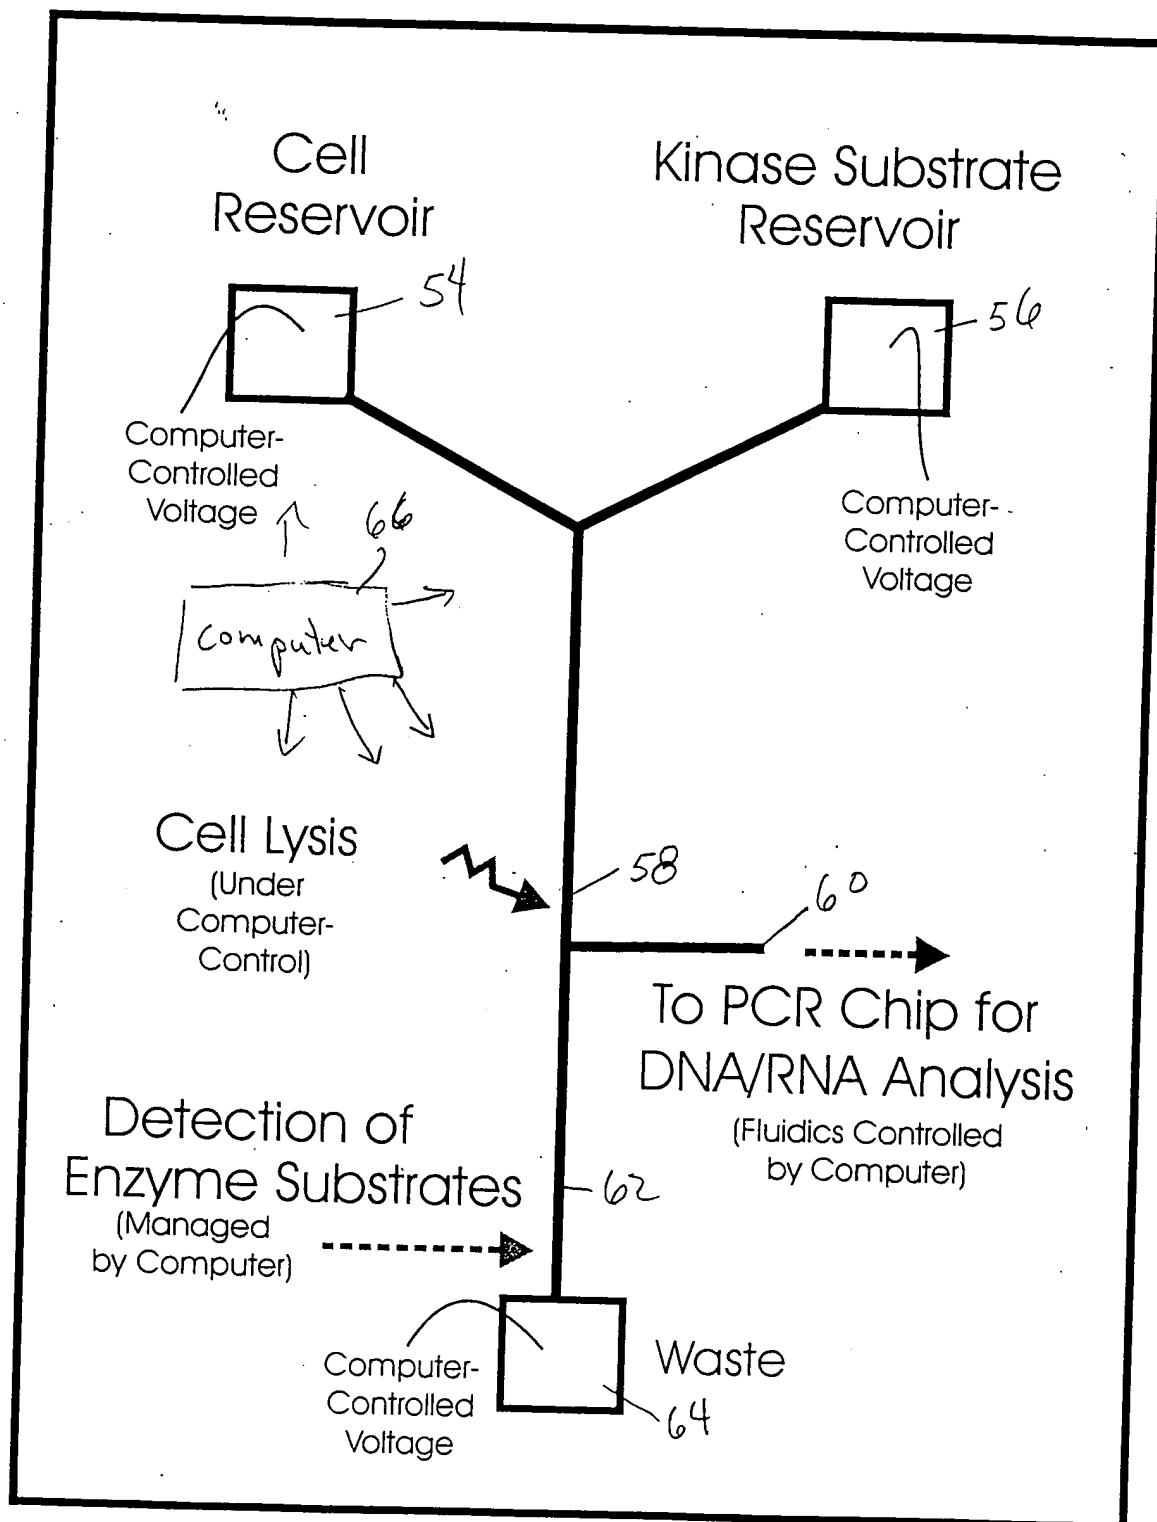 Cell
Reservoir
Kinase Substrate
Reservoir
54
56
Computer-
Controlled
Voltage
Computer-
Controlled
Voltage
66
computer
Cell Lysis
(Under
Computer-
Control)
58
60
To PCR Chip for
DNA/RNA Analysis
(Fluidics Controlled
by Computer)
Detection of
Enzyme Substrates
(Managed
by Computer)
62
Computer-
Controlled
Voltage
Waste
64